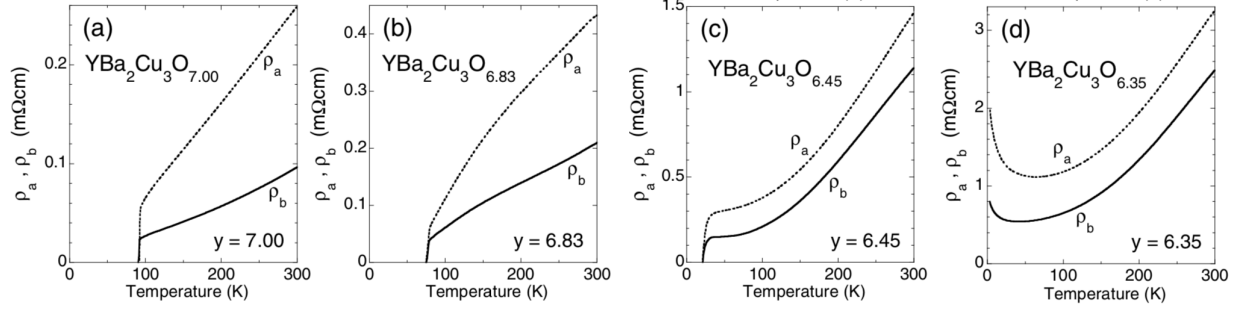 (a)
YBa2Cu3O7.00
ρa
ρb
y = 7.00
0.2
0.1
0
ρa , ρb (mΩcm)
0 100 200 300
Temperature (K)
(b)
YBa2Cu3O6.83
ρa
ρb
y = 6.83
0.4
0.3
0.2
0.1
0
ρa , ρb (mΩcm)
0 100 200 300
Temperature (K)
(c)
YBa2Cu3O6.45
ρa
ρb
y = 6.45
1.5
1
0.5
0
ρa , ρb (mΩcm)
0 100 200 300
Temperature (K)
(d)
YBa2Cu3O6.35
ρa
ρb
y = 6.35
3
2
1
0
ρa , ρb (mΩcm)
0 100 200 300
Temperature (K)